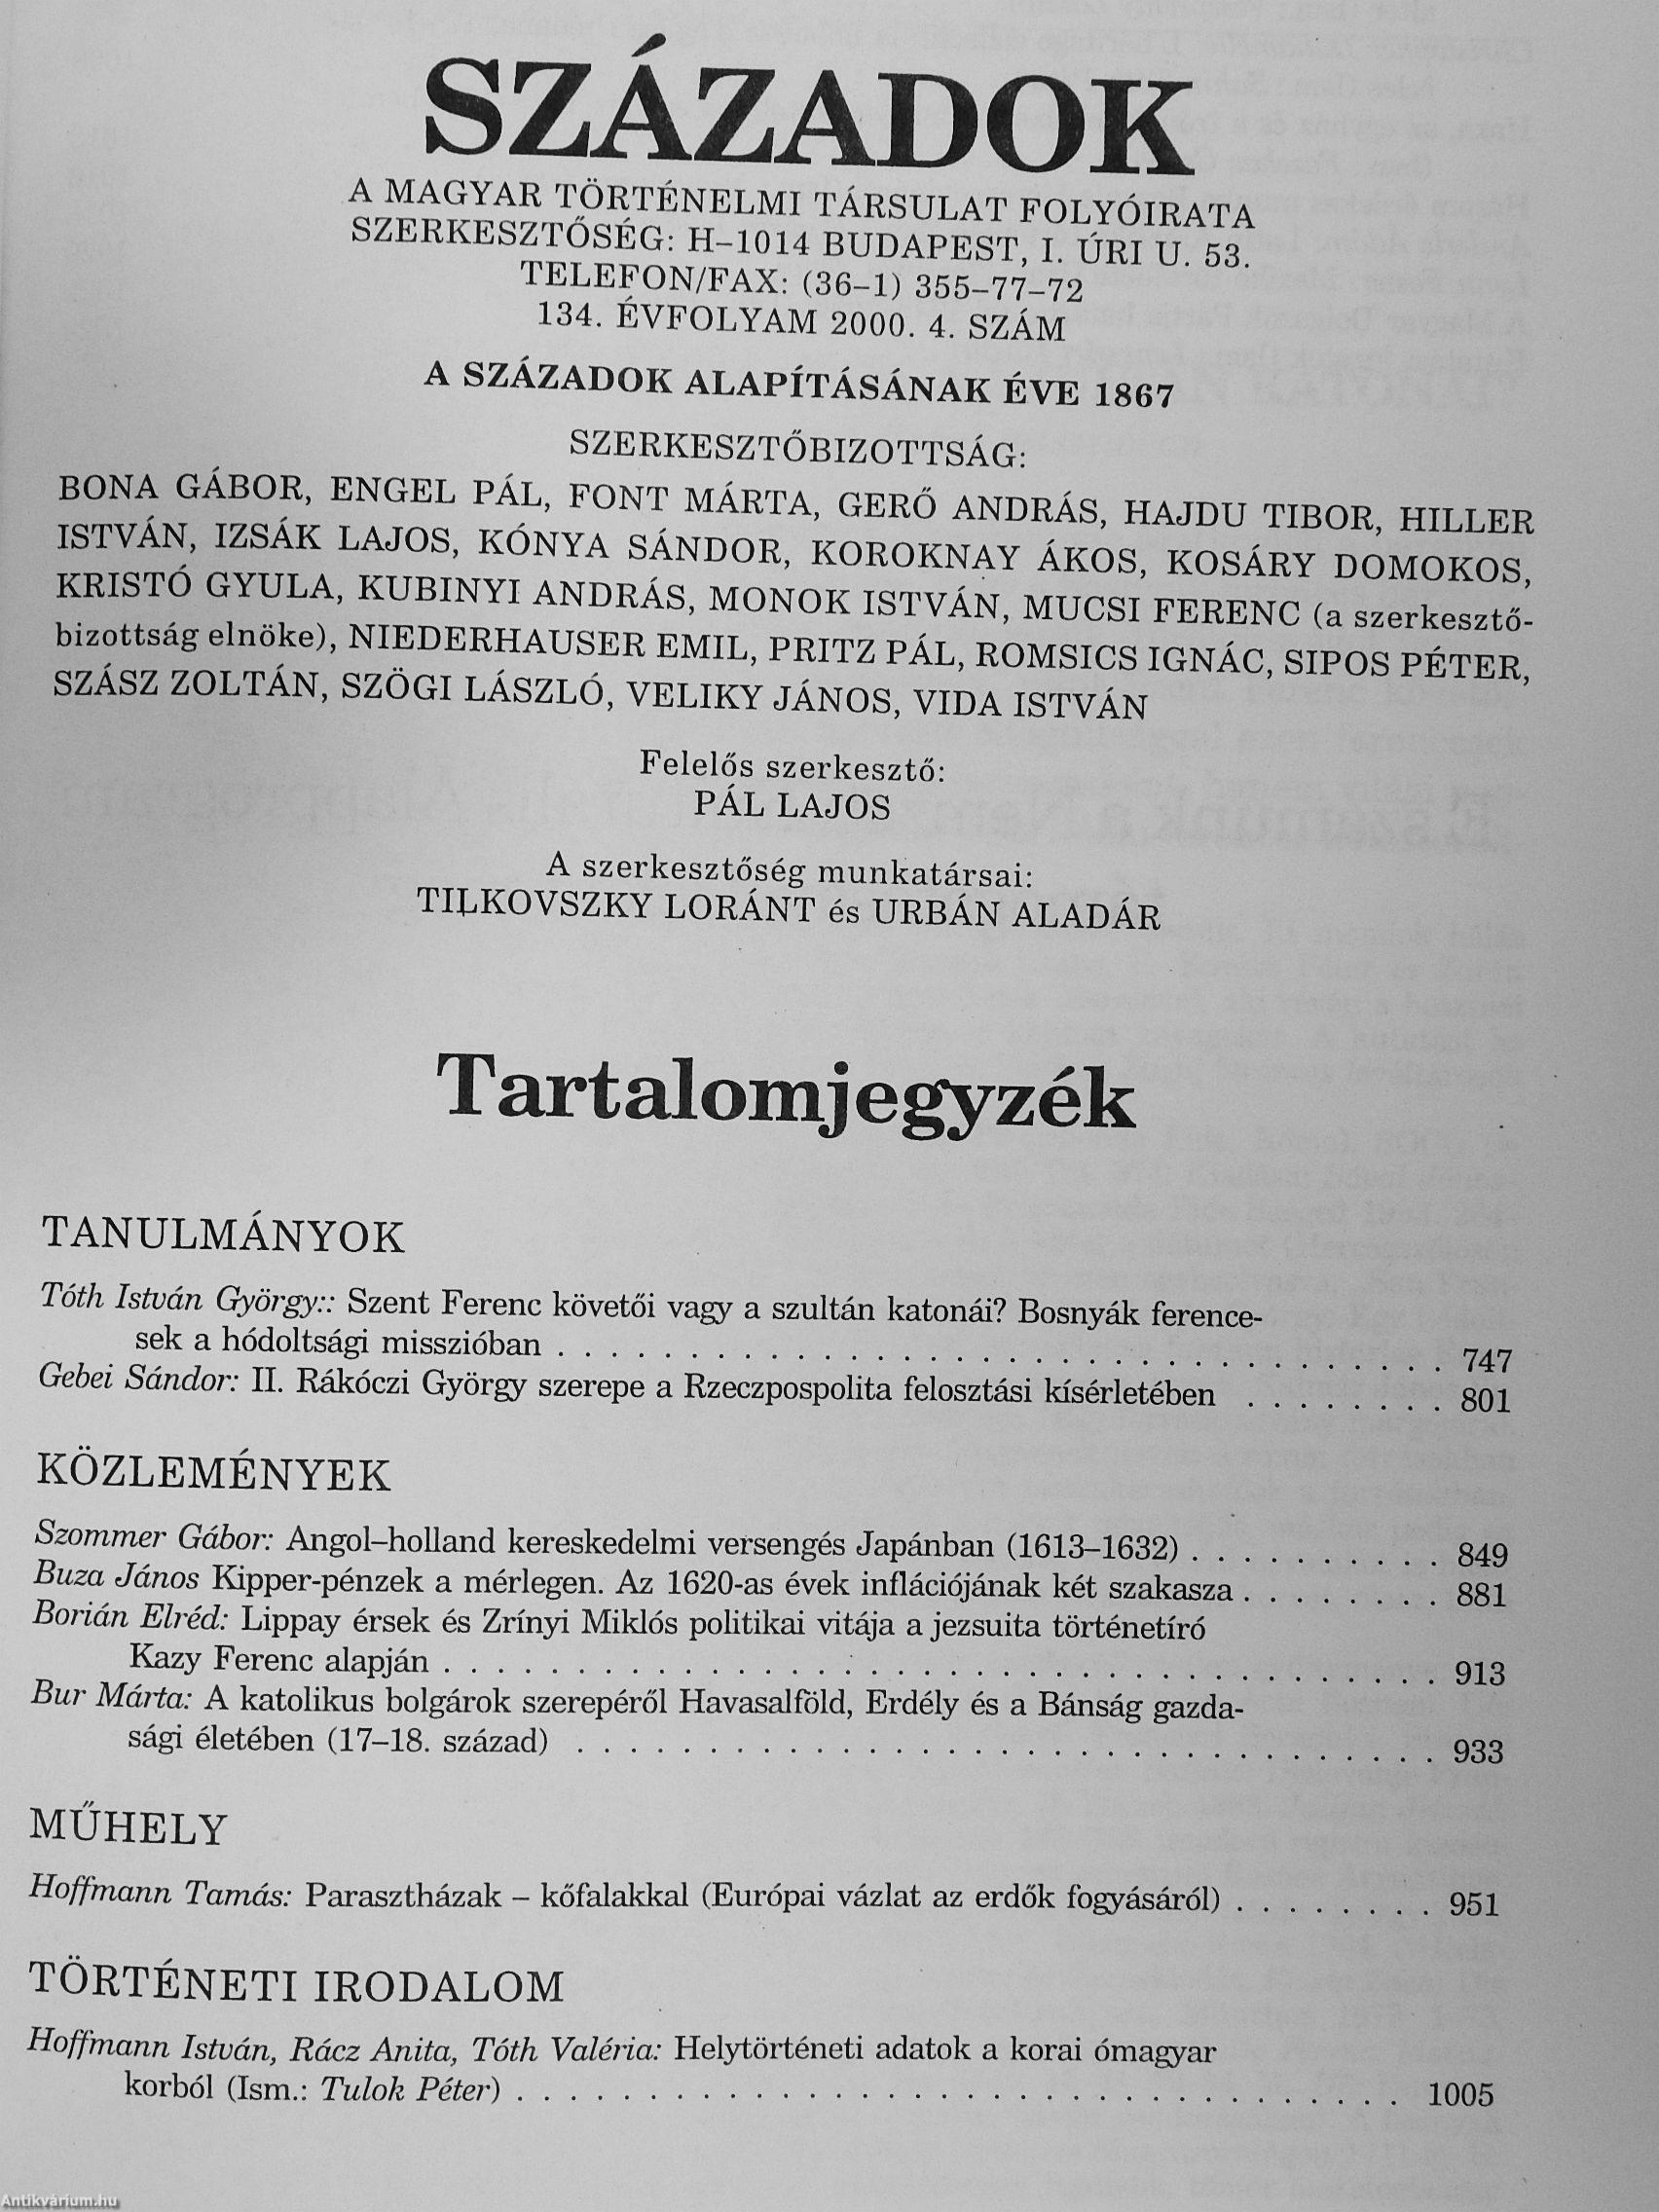 SZÁZADOK
A MAGYAR TÖRTÉNELMI TÁRSULAT FOLYÓIRATA
SZERKESZTŐSÉG: H–1014 BUDAPEST, I. ÚRI U. 53.
TELEFON/FAX: (36–1) 355–77–72
134. ÉVFOLYAM 2000. 4. SZÁM
A SZÁZADOK ALAPÍTÁSÁNAK ÉVE 1867
SZERKESZTŐBIZOTTSÁG:
BONA GÁBOR, ENGEL PÁL, FONT MÁRTA, GERŐ ANDRÁS, HAJDU TIBOR, HILLER
ISTVÁN, IZSÁK LAJOS, KÓNYA SÁNDOR, KOROKNAY ÁKOS, KOSÁRY DOMOKOS,
KRISTÓ GYULA, KUBINYI ANDRÁS, MONOK ISTVÁN, MUCSI FERENC (a szerkesztő-
bizottság elnöke), NIEDERHAUSER EMIL, PRITZ PÁL, ROMSICS IGNÁC, SIPOS PÉTER,
SZÁSZ ZOLTÁN, SZÖGI LÁSZLÓ, VELIKY JÁNOS, VIDA ISTVÁN
Felelős szerkesztő:
PÁL LAJOS
A szerkesztőség munkatársai:
TILKOVSZKY LORÁNT és URBÁN ALADÁR
Tartalomjegyzék
TANULMÁNYOK
Tóth István György:: Szent Ferenc követői vagy a szultán katonái? Bosnyák ference-
sek a hódoltsági misszióban . . . . . . . . . . . . . . . . . . . . . . . . . . . . . . . . . . 747
Gebei Sándor: II. Rákóczi György szerepe a Rzeczpospolita felosztási kísérletében . . . . . . . . 801
KÖZLEMÉNYEK
Szommer Gábor: Angol–holland kereskedelmi versengés Japánban (1613–1632) . . . . . . . . . . 849
Buza János Kipper-pénzek a mérlegen. Az 1620-as évek inflációjának két szakasza . . . . . . . . 881
Borián Elréd: Lippay érsek és Zrínyi Miklós politikai vitája a jezsuita történetíró
Kazy Ferenc alapján . . . . . . . . . . . . . . . . . . . . . . . . . . . . . . . . . . . . . . 913
Bur Márta: A katolikus bolgárok szerepéről Havasalföld, Erdély és a Bánság gazda-
sági életében (17–18. század) . . . . . . . . . . . . . . . . . . . . . . . . . . . . . . . . . 933
MŰHELY
Hoffmann Tamás: Parasztházak – kőfalakkal (Európai vázlat az erdők fogyásáról) . . . . . . . . 951
TÖRTÉNETI IRODALOM
Hoffmann István, Rácz Anita, Tóth Valéria: Helytörténeti adatok a korai ómagyar
korból (Ism.: Tulok Péter) . . . . . . . . . . . . . . . . . . . . . . . . . . . . . . . . . . 1005
Antikvárium.hu